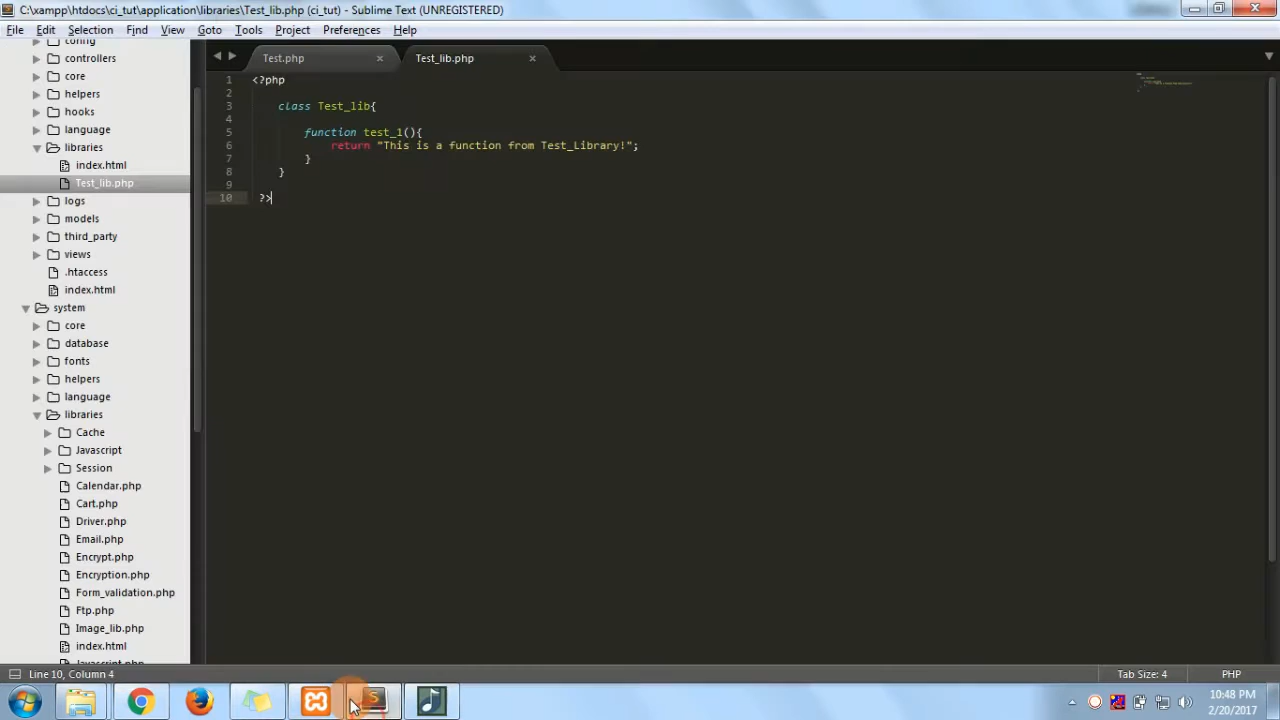 C:\xampp\htdocs\ci_tut\application\libraries\Test_lib.php (ci_tut) - Sublime Text (UNREGISTERED)
File Edit Selection Find View Goto Tools Project Preferences Help
config
controllers
core
helpers
hooks
language
libraries
index.html
Test_lib.php
logs
models
third_party
views
.htaccess
index.html
system
core
database
fonts
helpers
language
libraries
Cache
Javascript
Session
Calendar.php
Cart.php
Driver.php
Email.php
Encrypt.php
Encryption.php
Form_validation.php
Ftp.php
Image_lib.php
index.html
Javascript.php
Test.php Test_lib.php
1 <?php
2
3 class Test_lib{
4
5 function test_1(){
6 return "This is a function from Test_Library!";
7 }
8 }
9
10 ?>
Line 10, Column 4 Tab Size: 4 PHP
10:48 PM
2/20/2017